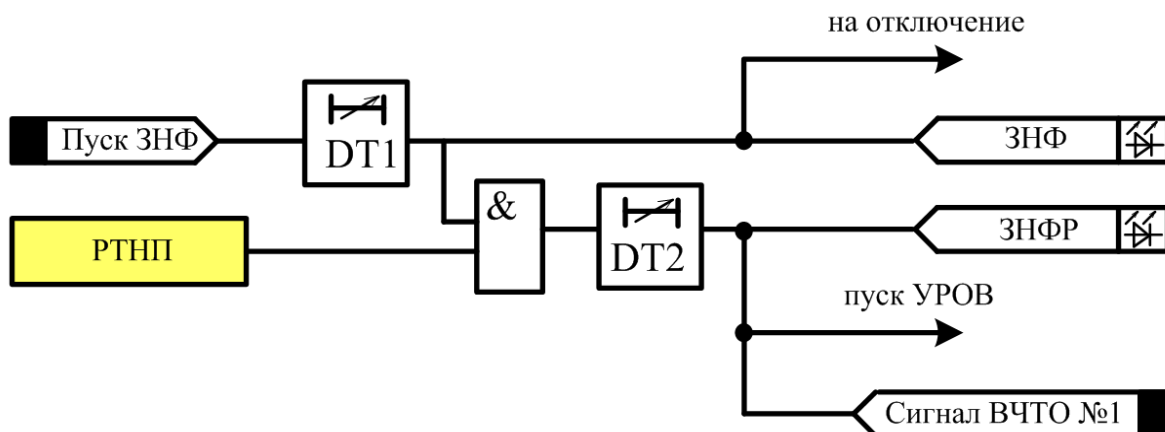 на отключение
Пуск ЗНФ
DT1
ЗНФ
&
РТНП
DT2
ЗНФР
пуск УРОВ
Сигнал ВЧТО №1